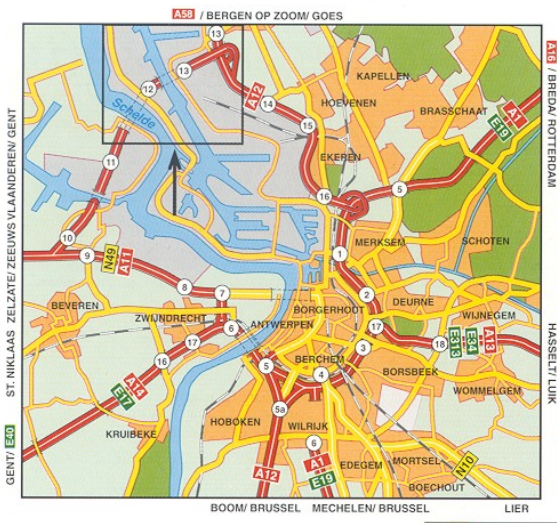 A58 / BERGEN OP ZOOM/ GOES
A16 / BREDA/ ROTTERDAM
HASSELT/ LUIK
ST. NIKLAAS ZELZATE/ ZEEUWS VLAANDEREN/ GENT
GENT/ E40
13
13
12
Schelde
A12
14
KAPELLEN
HOEVENEN
BRASSCHAAT
A1
E19
15
EKEREN
11
16
5
10
9
N49
A11
1
MERKSEM
SCHOTEN
8
7
2
DEURNE
BEVEREN
ZWIJNDRECHT
6
ANTWERPEN
BORGERHOUT
17
WIJNEGEM
18
E313
E34
A13
17
16
A14
E17
5
BERCHEM
4
3
BORSBEEK
WOMMELGEM
5a
HOBOKEN
WILRIJK
KRUIBEKE
6
A12
A1
E19
EDEGEM
MORTSEL
N10
BOECHOUT
BOOM/ BRUSSEL MECHELEN/ BRUSSEL LIER